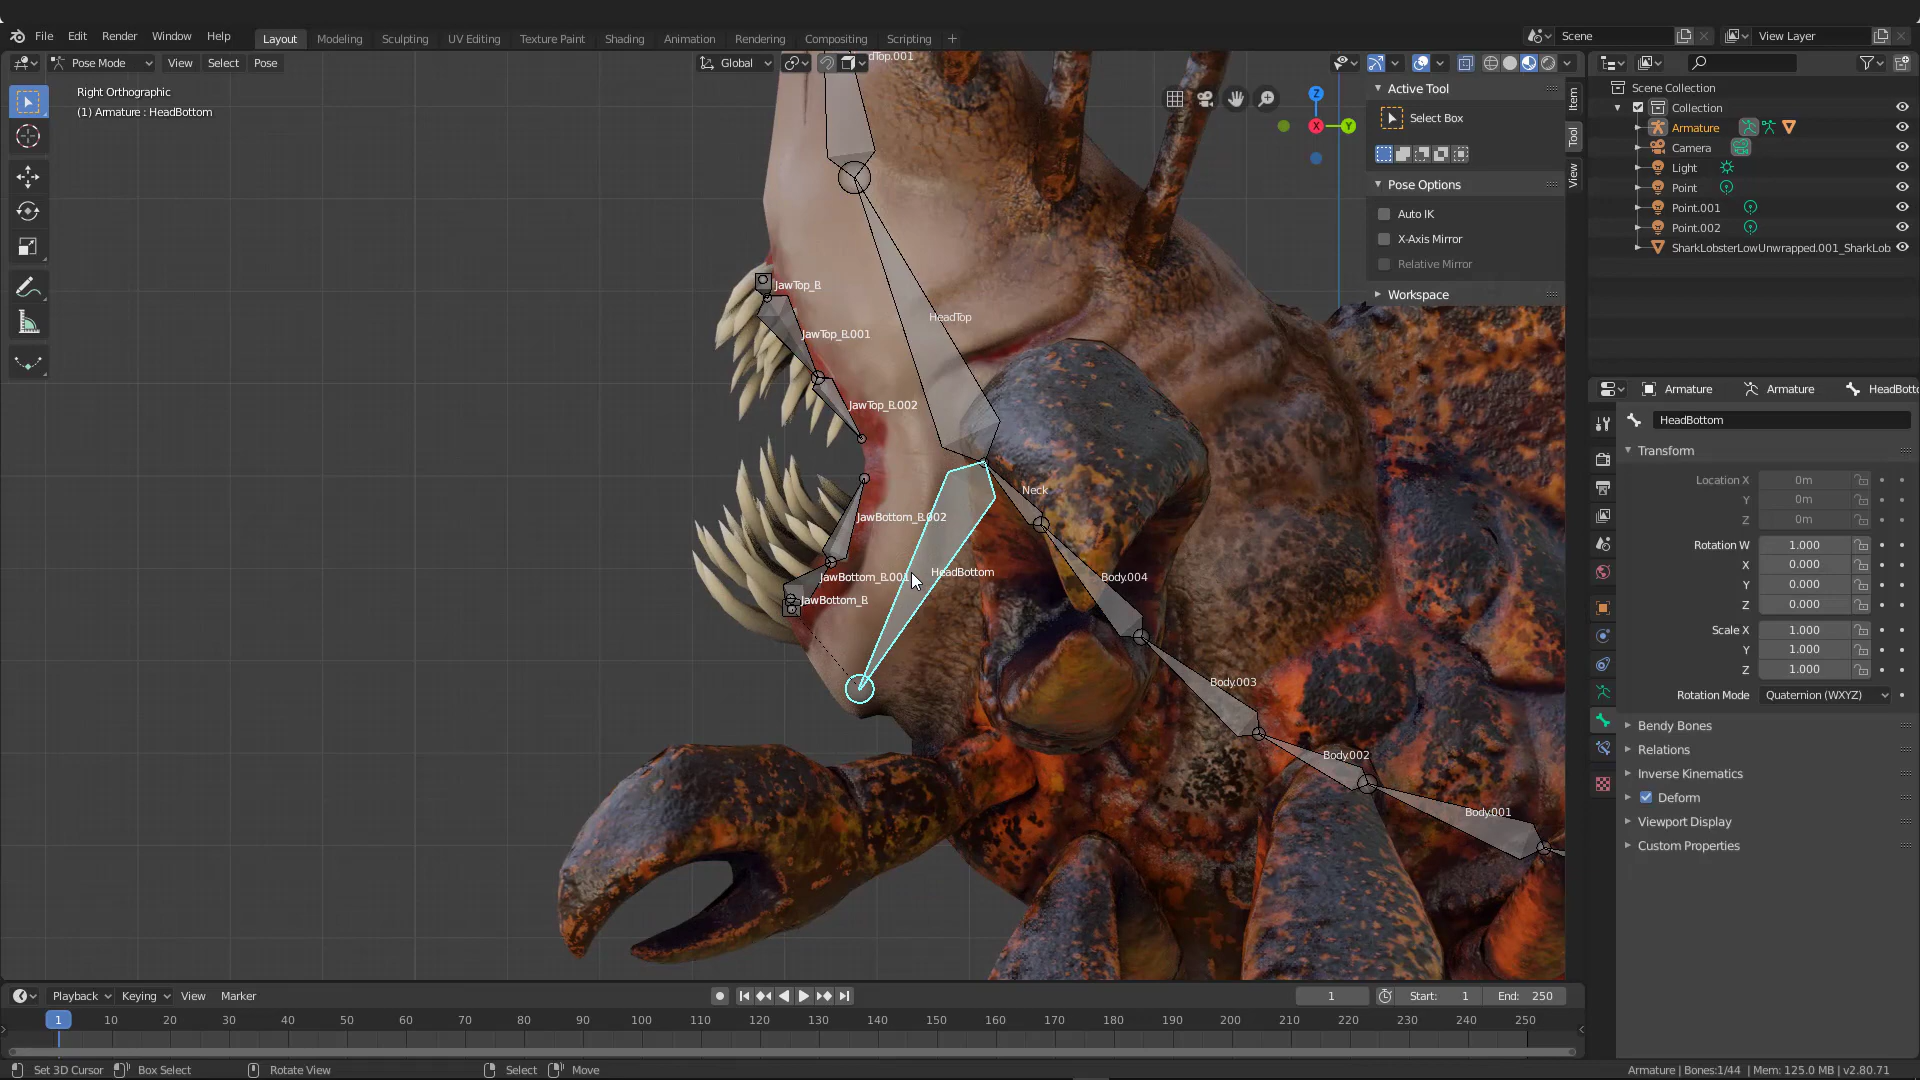 File Edit Render Window Help Layout Modeling Sculpting UV Editing Texture Paint Shading Animation Rendering Compositing Scripting + Scene View Layer
Pose Mode View Select Pose Global
Right Orthographic
(1) Armature : HeadBottom
Z
X
Y
Active Tool
Select Box
Pose Options
Auto IK
X-Axis Mirror
Relative Mirror
Workspace
Item
Tool
View
JawTop_B
JawTop_B.001
JawTop_B.002
HeadTop
Neck
JawBottom_B.002
JawBottom_B.001
JawBottom_B
HeadBottom
Body.004
Body.003
Body.002
Body.001
Scene Collection
Collection
Armature
Camera
Light
Point
Point.001
Point.002
SharkLobsterLowUnwrapped.001_SharkLob
Armature Armature HeadBotto
HeadBottom
Transform
Location X 0m
Y 0m
Z 0m
Rotation W 1.000
X 0.000
Y 0.000
Z 0.000
Scale X 1.000
Y 1.000
Z 1.000
Rotation Mode Quaternion (WXYZ)
Bendy Bones
Relations
Inverse Kinematics
Deform
Viewport Display
Custom Properties
Playback Keying View Marker 1 Start: 1 End: 250
1 10 20 30 40 50 60 70 80 90 100 110 120 130 140 150 160 170 180 190 200 210 220 230 240 250
Set 3D Cursor Box Select Rotate View Select Move Armature | Bones:1/44 | Mem: 125.0 MB | v2.80.71